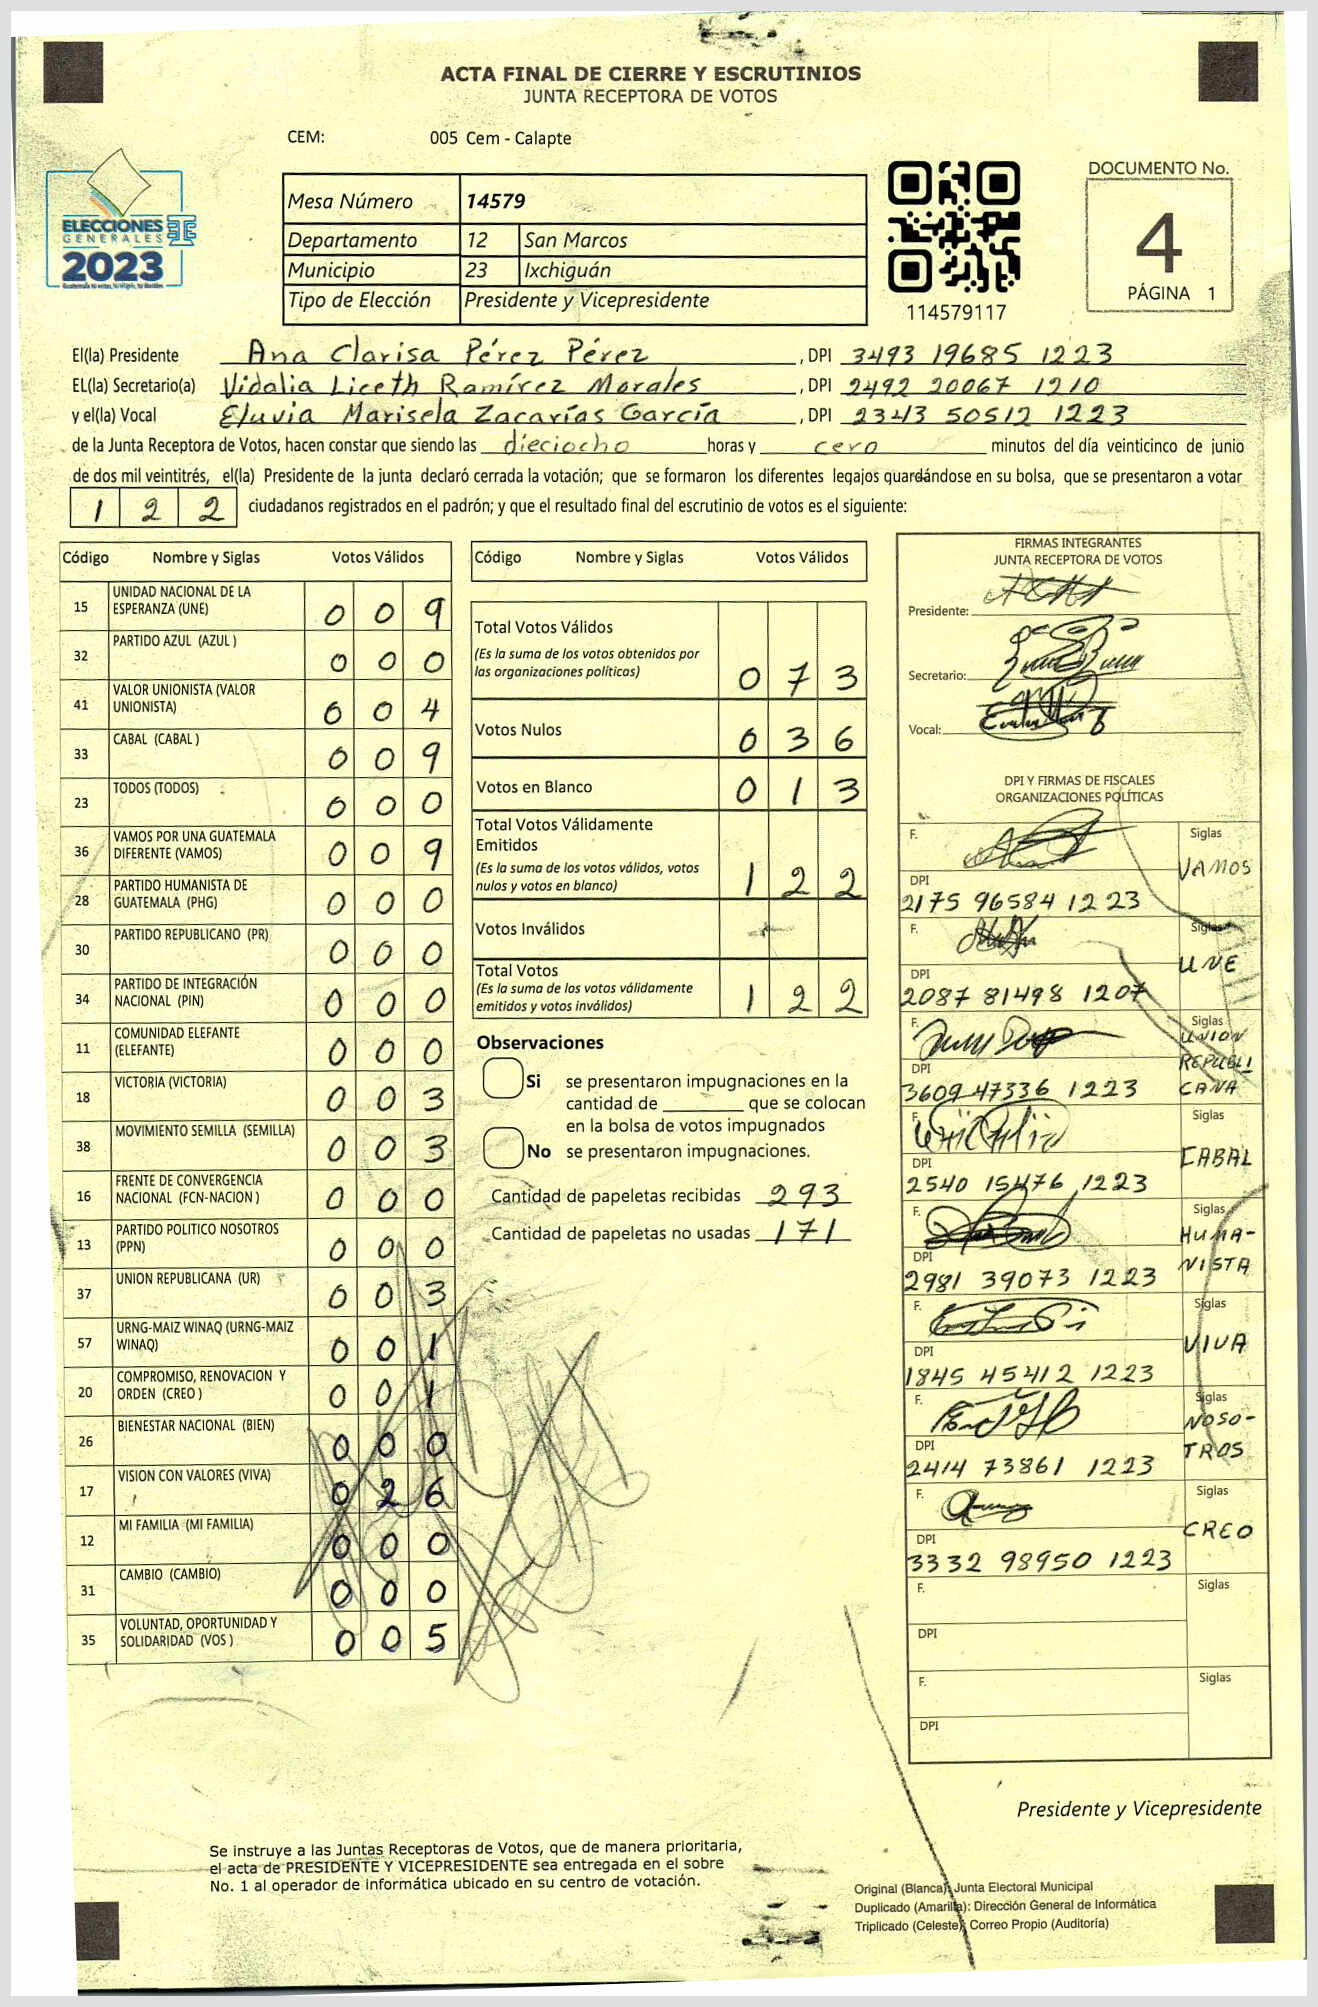 ACTA FINAL DE CIERRE Y ESCRUTINIOS
JUNTA RECEPTORA DE VOTOS
CEM: 005 Cem - Calapte
ELECCIONES
GENERALES
2023
Mesa Número 14579
Departamento 12 San Marcos
Municipio 23 Ixchiguán
Tipo de Elección Presidente y Vicepresidente
114579117
DOCUMENTO No.
4
PÁGINA 1
El(la) Presidente Ana Clarisa Pérez Pérez, DPI 3493 19685 1223
EL(la) Secretario(a) Vidalia Liceth Ramírez Morales, DPI 2492 20067 1210
y el(la) Vocal Eluvia Marisela Zacarías García, DPI 2343 50512 1223
de la Junta Receptora de Votos, hacen constar que siendo las dieciocho horas y cero minutos del día veinticinco de junio
de dos mil veintitrés, el(la) Presidente de la junta declaró cerrada la votación; que se formaron los diferentes legajos guardándose en su bolsa, que se presentaron a votar
1 2 2 ciudadanos registrados en el padrón; y que el resultado final del escrutinio de votos es el siguiente:
Código Nombre y Siglas Votos Válidos
15 UNIDAD NACIONAL DE LA ESPERANZA (UNE) 0 0 9
32 PARTIDO AZUL (AZUL ) 0 0 0
41 VALOR UNIONISTA (VALOR UNIONISTA) 0 0 4
33 CABAL (CABAL ) 0 0 9
23 TODOS (TODOS) 0 0 0
36 VAMOS POR UNA GUATEMALA DIFERENTE (VAMOS) 0 0 9
28 PARTIDO HUMANISTA DE GUATEMALA (PHG) 0 0 0
30 PARTIDO REPUBLICANO (PR) 0 0 0
34 PARTIDO DE INTEGRACIÓN NACIONAL (PIN) 0 0 0
11 COMUNIDAD ELEFANTE (ELEFANTE) 0 0 0
18 VICTORIA (VICTORIA) 0 0 3
38 MOVIMIENTO SEMILLA (SEMILLA) 0 0 3
16 FRENTE DE CONVERGENCIA NACIONAL (FCN-NACION ) 0 0 0
13 PARTIDO POLITICO NOSOTROS (PPN) 0 0 0
37 UNION REPUBLICANA (UR) 0 0 3
57 URNG-MAIZ WINAQ (URNG-MAIZ WINAQ) 0 0 1
20 COMPROMISO, RENOVACION Y ORDEN (CREO ) 0 0 1
26 BIENESTAR NACIONAL (BIEN) 0 0 0
17 VISION CON VALORES (VIVA) 0 2 6
12 MI FAMILIA (MI FAMILIA) 0 0 0
31 CAMBIO (CAMBIO) 0 0 0
35 VOLUNTAD, OPORTUNIDAD Y SOLIDARIDAD (VOS ) 0 0 5
Código Nombre y Siglas Votos Válidos
Total Votos Válidos
(Es la suma de los votos obtenidos por
las organizaciones políticas) 0 7 3
Votos Nulos 0 3 6
Votos en Blanco 0 1 3
Total Votos Válidamente
Emitidos
(Es la suma de los votos válidos, votos
nulos y votos en blanco) 1 2 2
Votos Inválidos
Total Votos
(Es la suma de los votos válidamente
emitidos y votos inválidos) 1 2 2
Observaciones
Si se presentaron impugnaciones en la
cantidad de ________ que se colocan
en la bolsa de votos impugnados
No se presentaron impugnaciones.
Cantidad de papeletas recibidas 293
Cantidad de papeletas no usadas 171
FIRMAS INTEGRANTES
JUNTA RECEPTORA DE VOTOS
Presidente:
Secretario:
Vocal:
DPI Y FIRMAS DE FISCALES
ORGANIZACIONES POLÍTICAS
F. Siglas VAMOS
DPI
2175 96584 1223
F. Siglas UNE
DPI
2087 81498 1207
F. Siglas UNION REPUBLICANA
DPI
3609 47336 1223
F. Siglas CABAL
DPI
2540 15476 1223
F. Siglas HUMA-NISTA
DPI
2981 39073 1223
F. Siglas VIVA
DPI
1845 45412 1223
F. Siglas NOSO-TROS
DPI
2414 73861 1223
F. Siglas CREO
DPI
3332 98950 1223
F. Siglas
DPI
F. Siglas
DPI
Presidente y Vicepresidente
Se instruye a las Juntas Receptoras de Votos, que de manera prioritaria,
el acta de PRESIDENTE Y VICEPRESIDENTE sea entregada en el sobre
No. 1 al operador de informática ubicado en su centro de votación.
Original (Blanca): Junta Electoral Municipal
Duplicado (Amarilla): Dirección General de Informática
Triplicado (Celeste): Correo Propio (Auditoría)